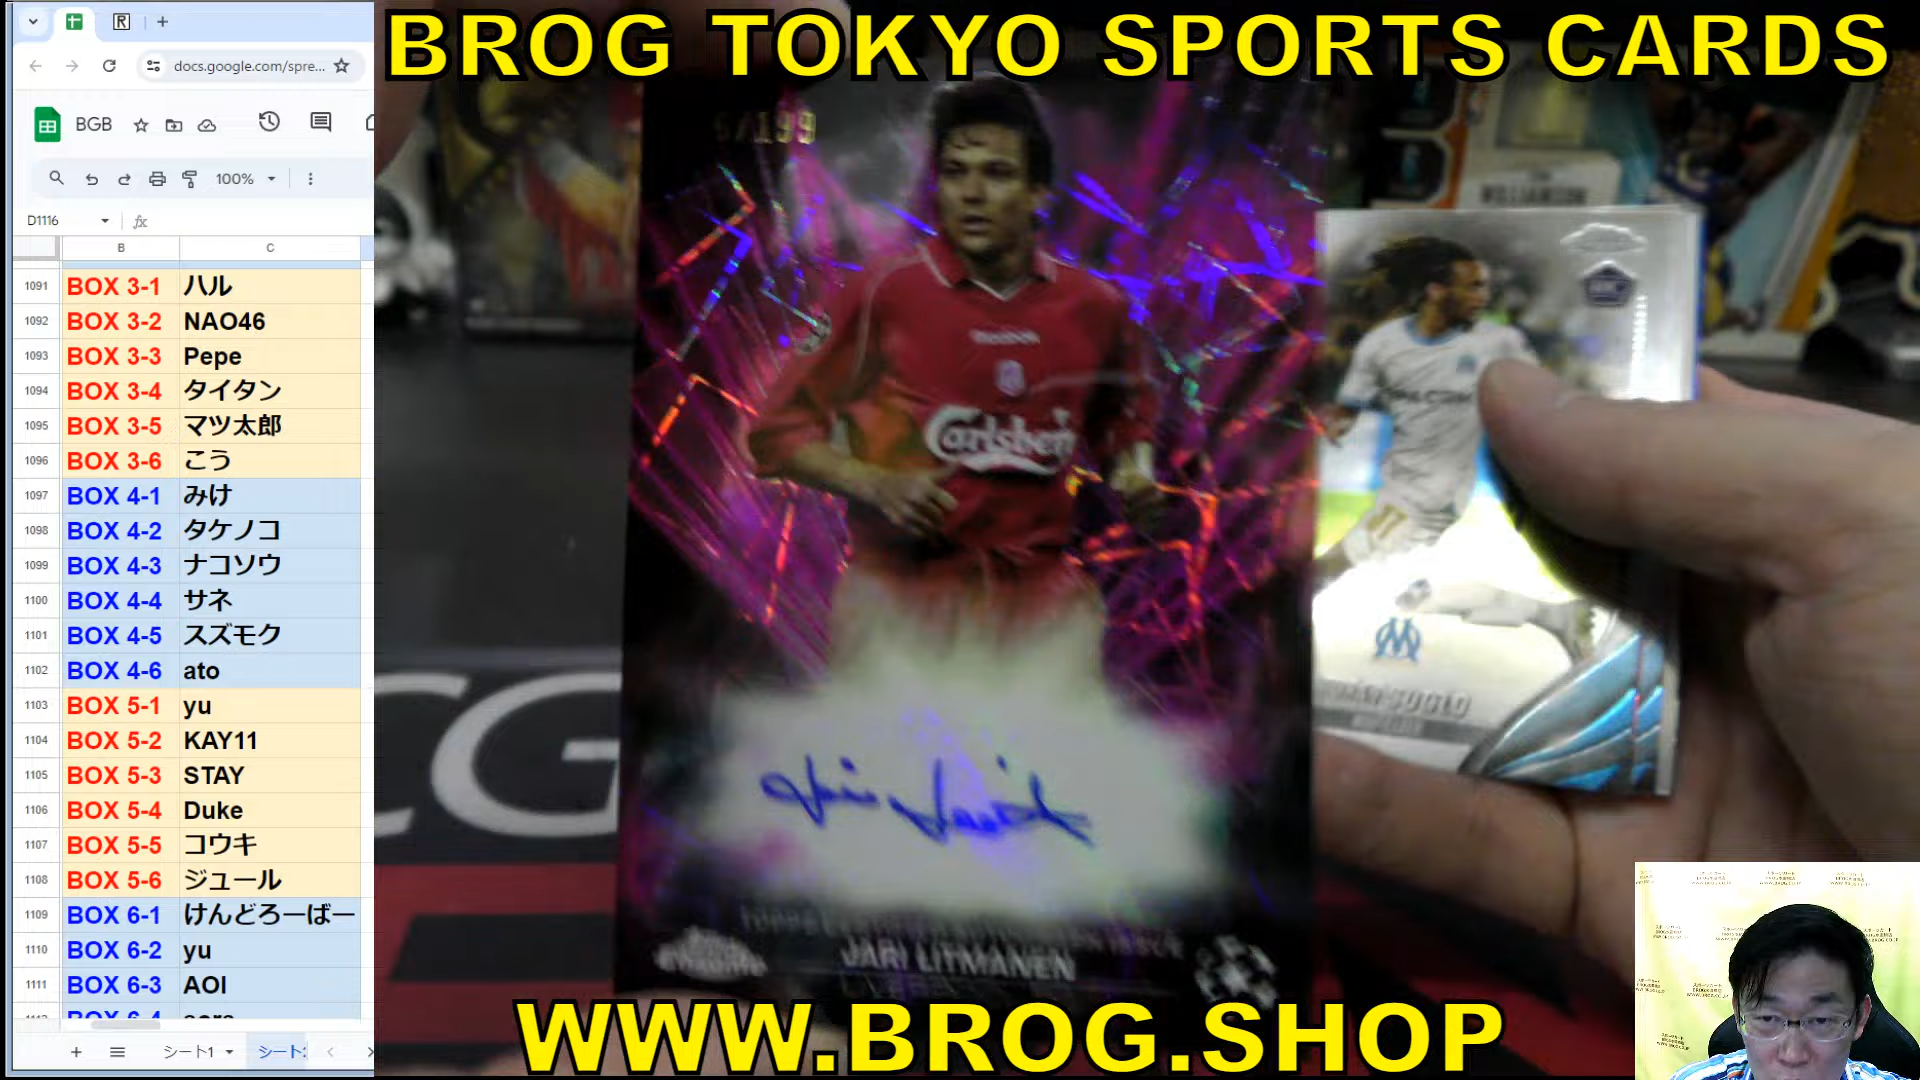 BROG TOKYO SPORTS CARDS
docs.google.com/spre...
BGB
100%
D1116
fx
B C
1091 BOX 3-1 ハル
1092 BOX 3-2 NAO46
1093 BOX 3-3 Pepe
1094 BOX 3-4 タイタン
1095 BOX 3-5 マツ太郎
1096 BOX 3-6 こう
1097 BOX 4-1 みけ
1098 BOX 4-2 タケノコ
1099 BOX 4-3 ナコソウ
1100 BOX 4-4 サネ
1101 BOX 4-5 スズモク
1102 BOX 4-6 ato
1103 BOX 5-1 yu
1104 BOX 5-2 KAY11
1105 BOX 5-3 STAY
1106 BOX 5-4 Duke
1107 BOX 5-5 コウキ
1108 BOX 5-6 ジュール
1109 BOX 6-1 けんどろーばー
1110 BOX 6-2 yu
1111 BOX 6-3 AOI
シート1
/199
Carlsberg
JARI LITMANEN
WILLIAMSON
WWW.BROG.SHOP